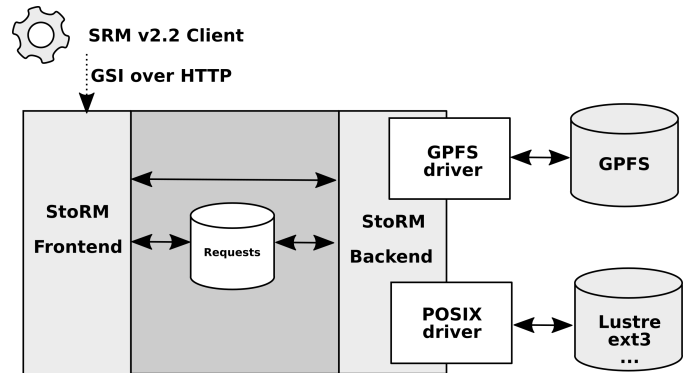 SRM v2.2 Client
GSI over HTTP
StoRM
Frontend
Requests
StoRM
Backend
GPFS
driver
GPFS
POSIX
driver
Lustre
ext3
...